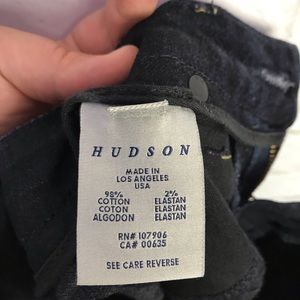 HUDSON
MADE IN
LOS ANGELES
USA
98% 2%
COTTON ELASTAN
COTON ELASTAN
ALGODON ELASTAN
RN# 107906
CA# 00635
SEE CARE REVERSE